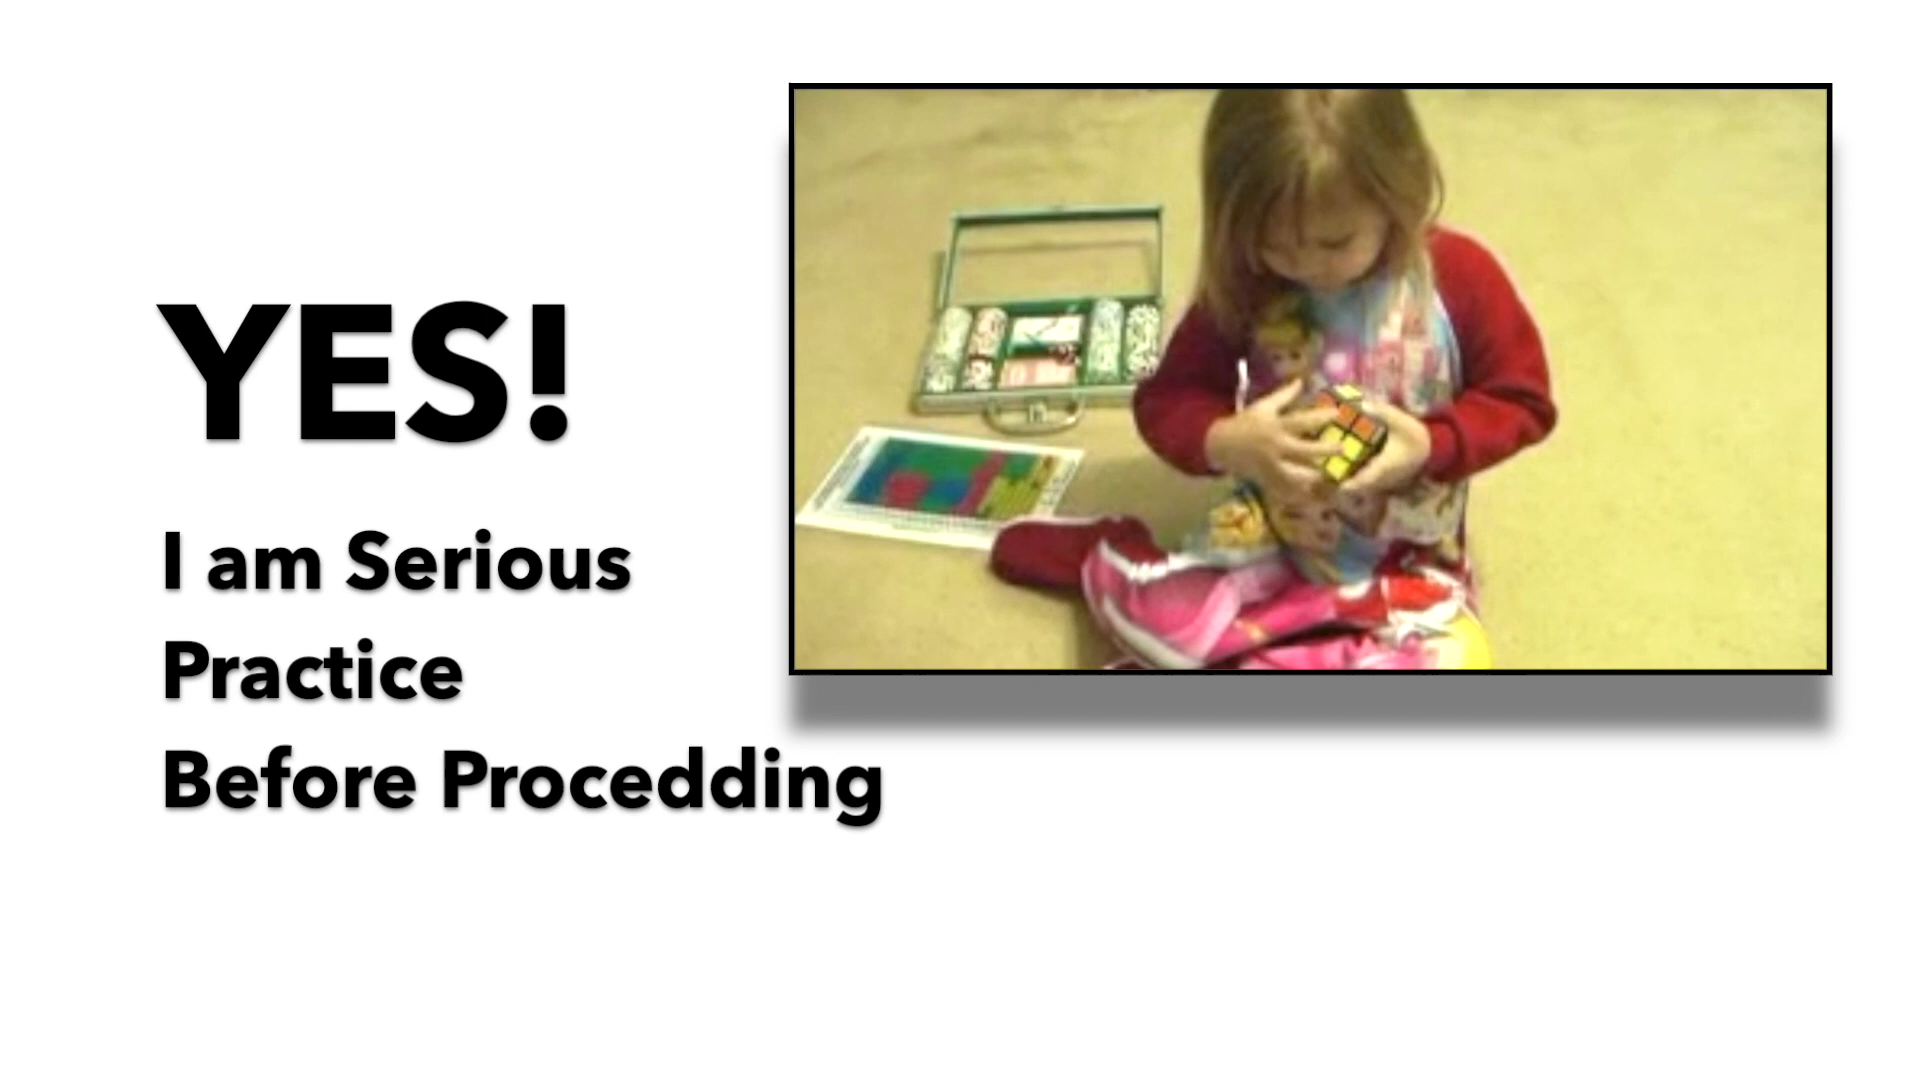 YES!
I am Serious
Practice
Before Procedding